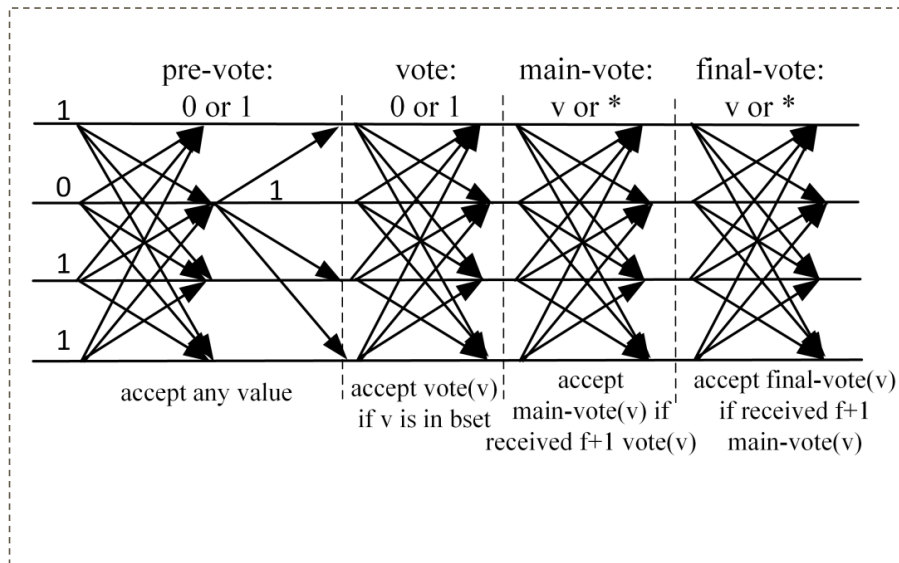 pre-vote:
0 or 1
vote:
0 or 1
main-vote:
v or *
final-vote:
v or *
1
0
1
1
1
accept any value
accept vote(v)
if v is in bset
accept
main-vote(v) if
received f+1 vote(v)
accept final-vote(v)
if received f+1
main-vote(v)